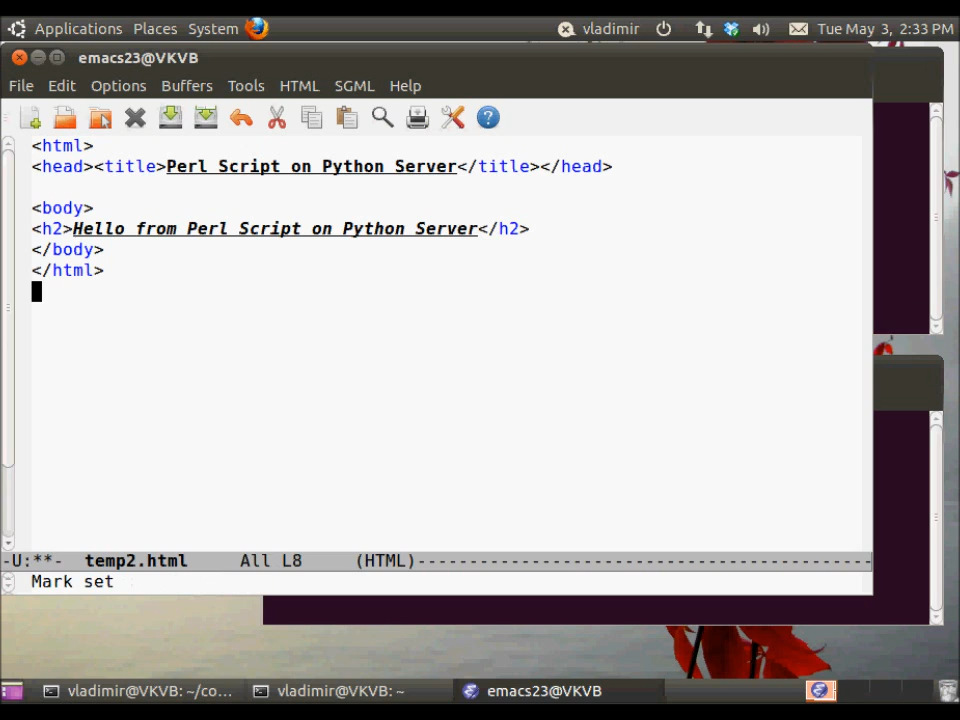 Applications Places System vladimir Tue May 3, 2:33 PM
emacs23@VKVB
File Edit Options Buffers Tools HTML SGML Help
<html>
<head><title>Perl Script on Python Server</title></head>
<body>
<h2>Hello from Perl Script on Python Server</h2>
</body>
</html>
-U:**- temp2.html All L8 (HTML)--------------------------------------------
Mark set
vladimir@VKVB: ~/co... vladimir@VKVB: ~ emacs23@VKVB